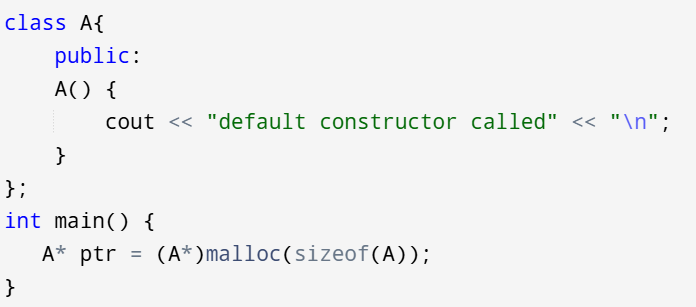 class A{
    public:
    A() {
        cout << "default constructor called" << "\n";
    }
};
int main() {
   A* ptr = (A*)malloc(sizeof(A));
}